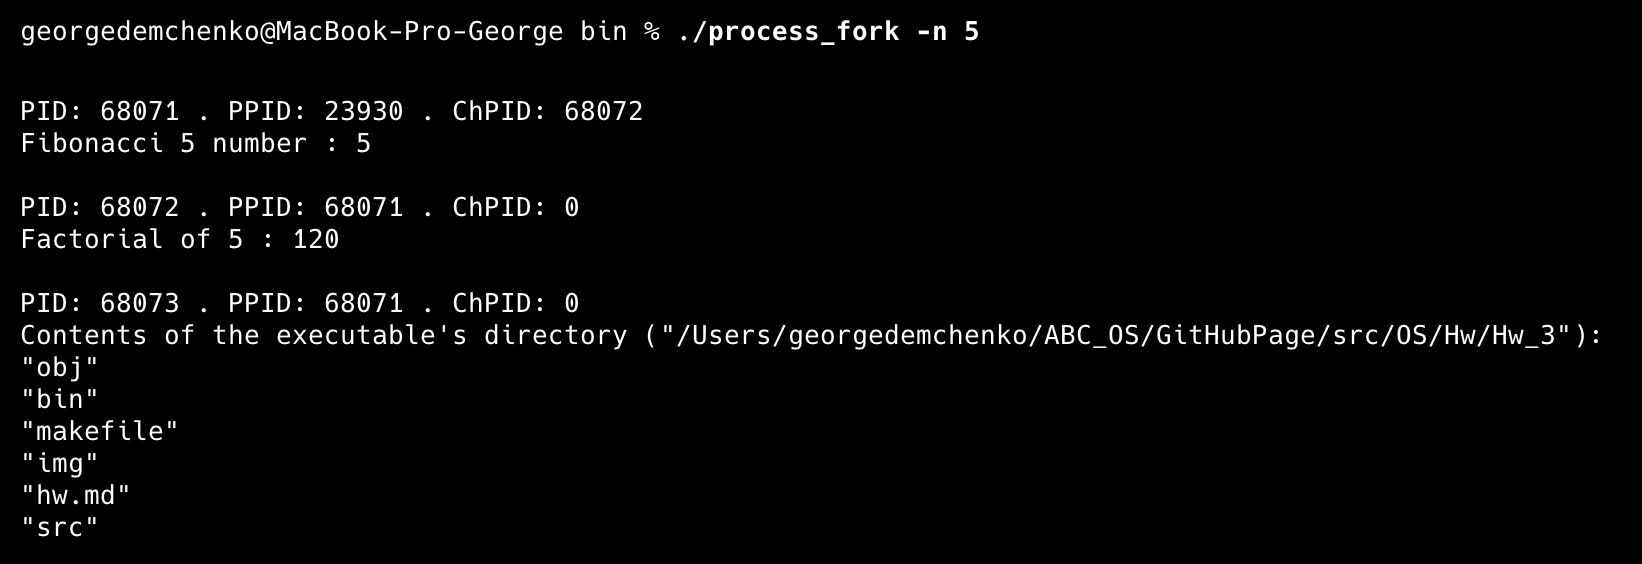 georgedemchenko@MacBook-Pro-George bin % ./process_fork -n 5
PID: 68071 . PPID: 23930 . ChPID: 68072
Fibonacci 5 number : 5
PID: 68072 . PPID: 68071 . ChPID: 0
Factorial of 5 : 120
PID: 68073 . PPID: 68071 . ChPID: 0
Contents of the executable's directory ("/Users/georgedemchenko/ABC_OS/GitHubPage/src/OS/Hw/Hw_3"):
"obj"
"bin"
"makefile"
"img"
"hw.md"
"src"